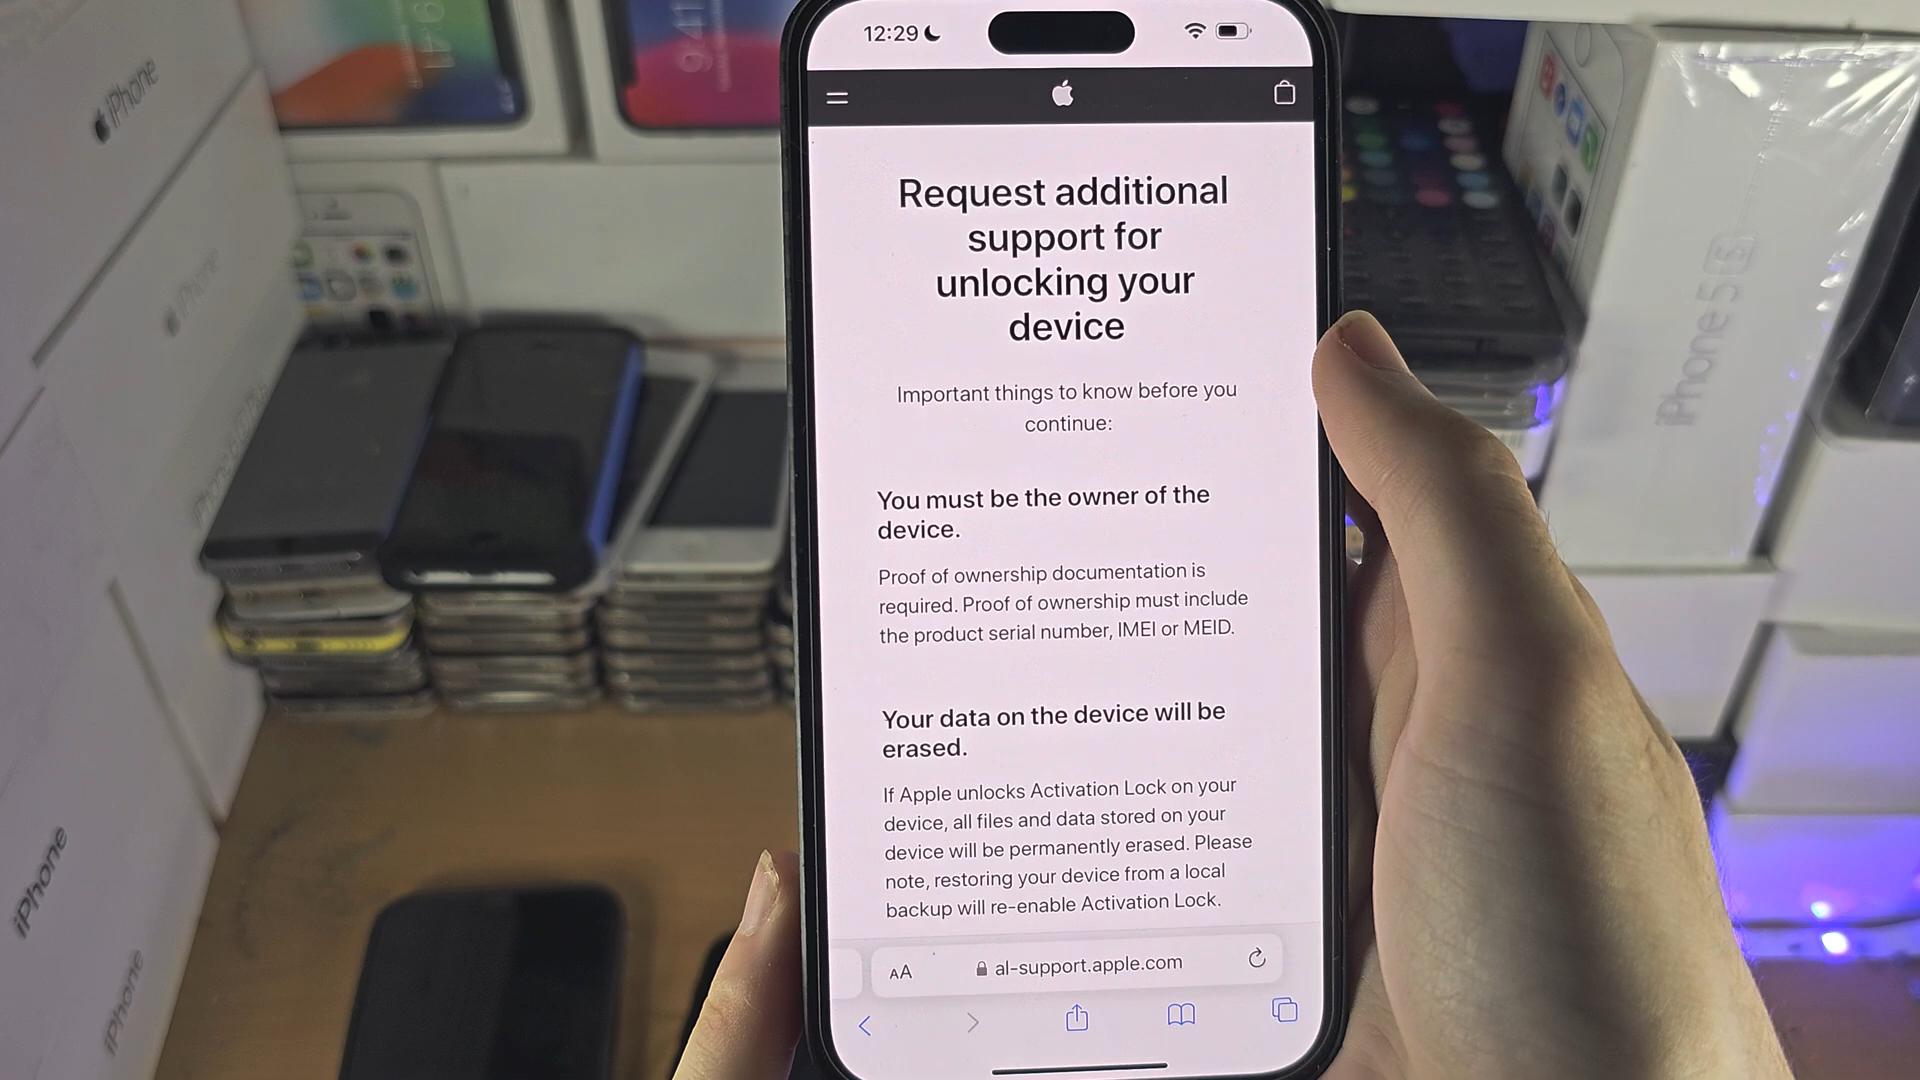 iPhone
9:41
12:29
Request additional
support for
unlocking your
device
Important things to know before you
continue:
You must be the owner of the
device.
Proof of ownership documentation is
required. Proof of ownership must include
the product serial number, IMEI or MEID.
Your data on the device will be
erased.
If Apple unlocks Activation Lock on your
device, all files and data stored on your
device will be permanently erased. Please
note, restoring your device from a local
backup will re-enable Activation Lock.
AA
al-support.apple.com
iPhone
iPhone 5S
iPhone
iPhone